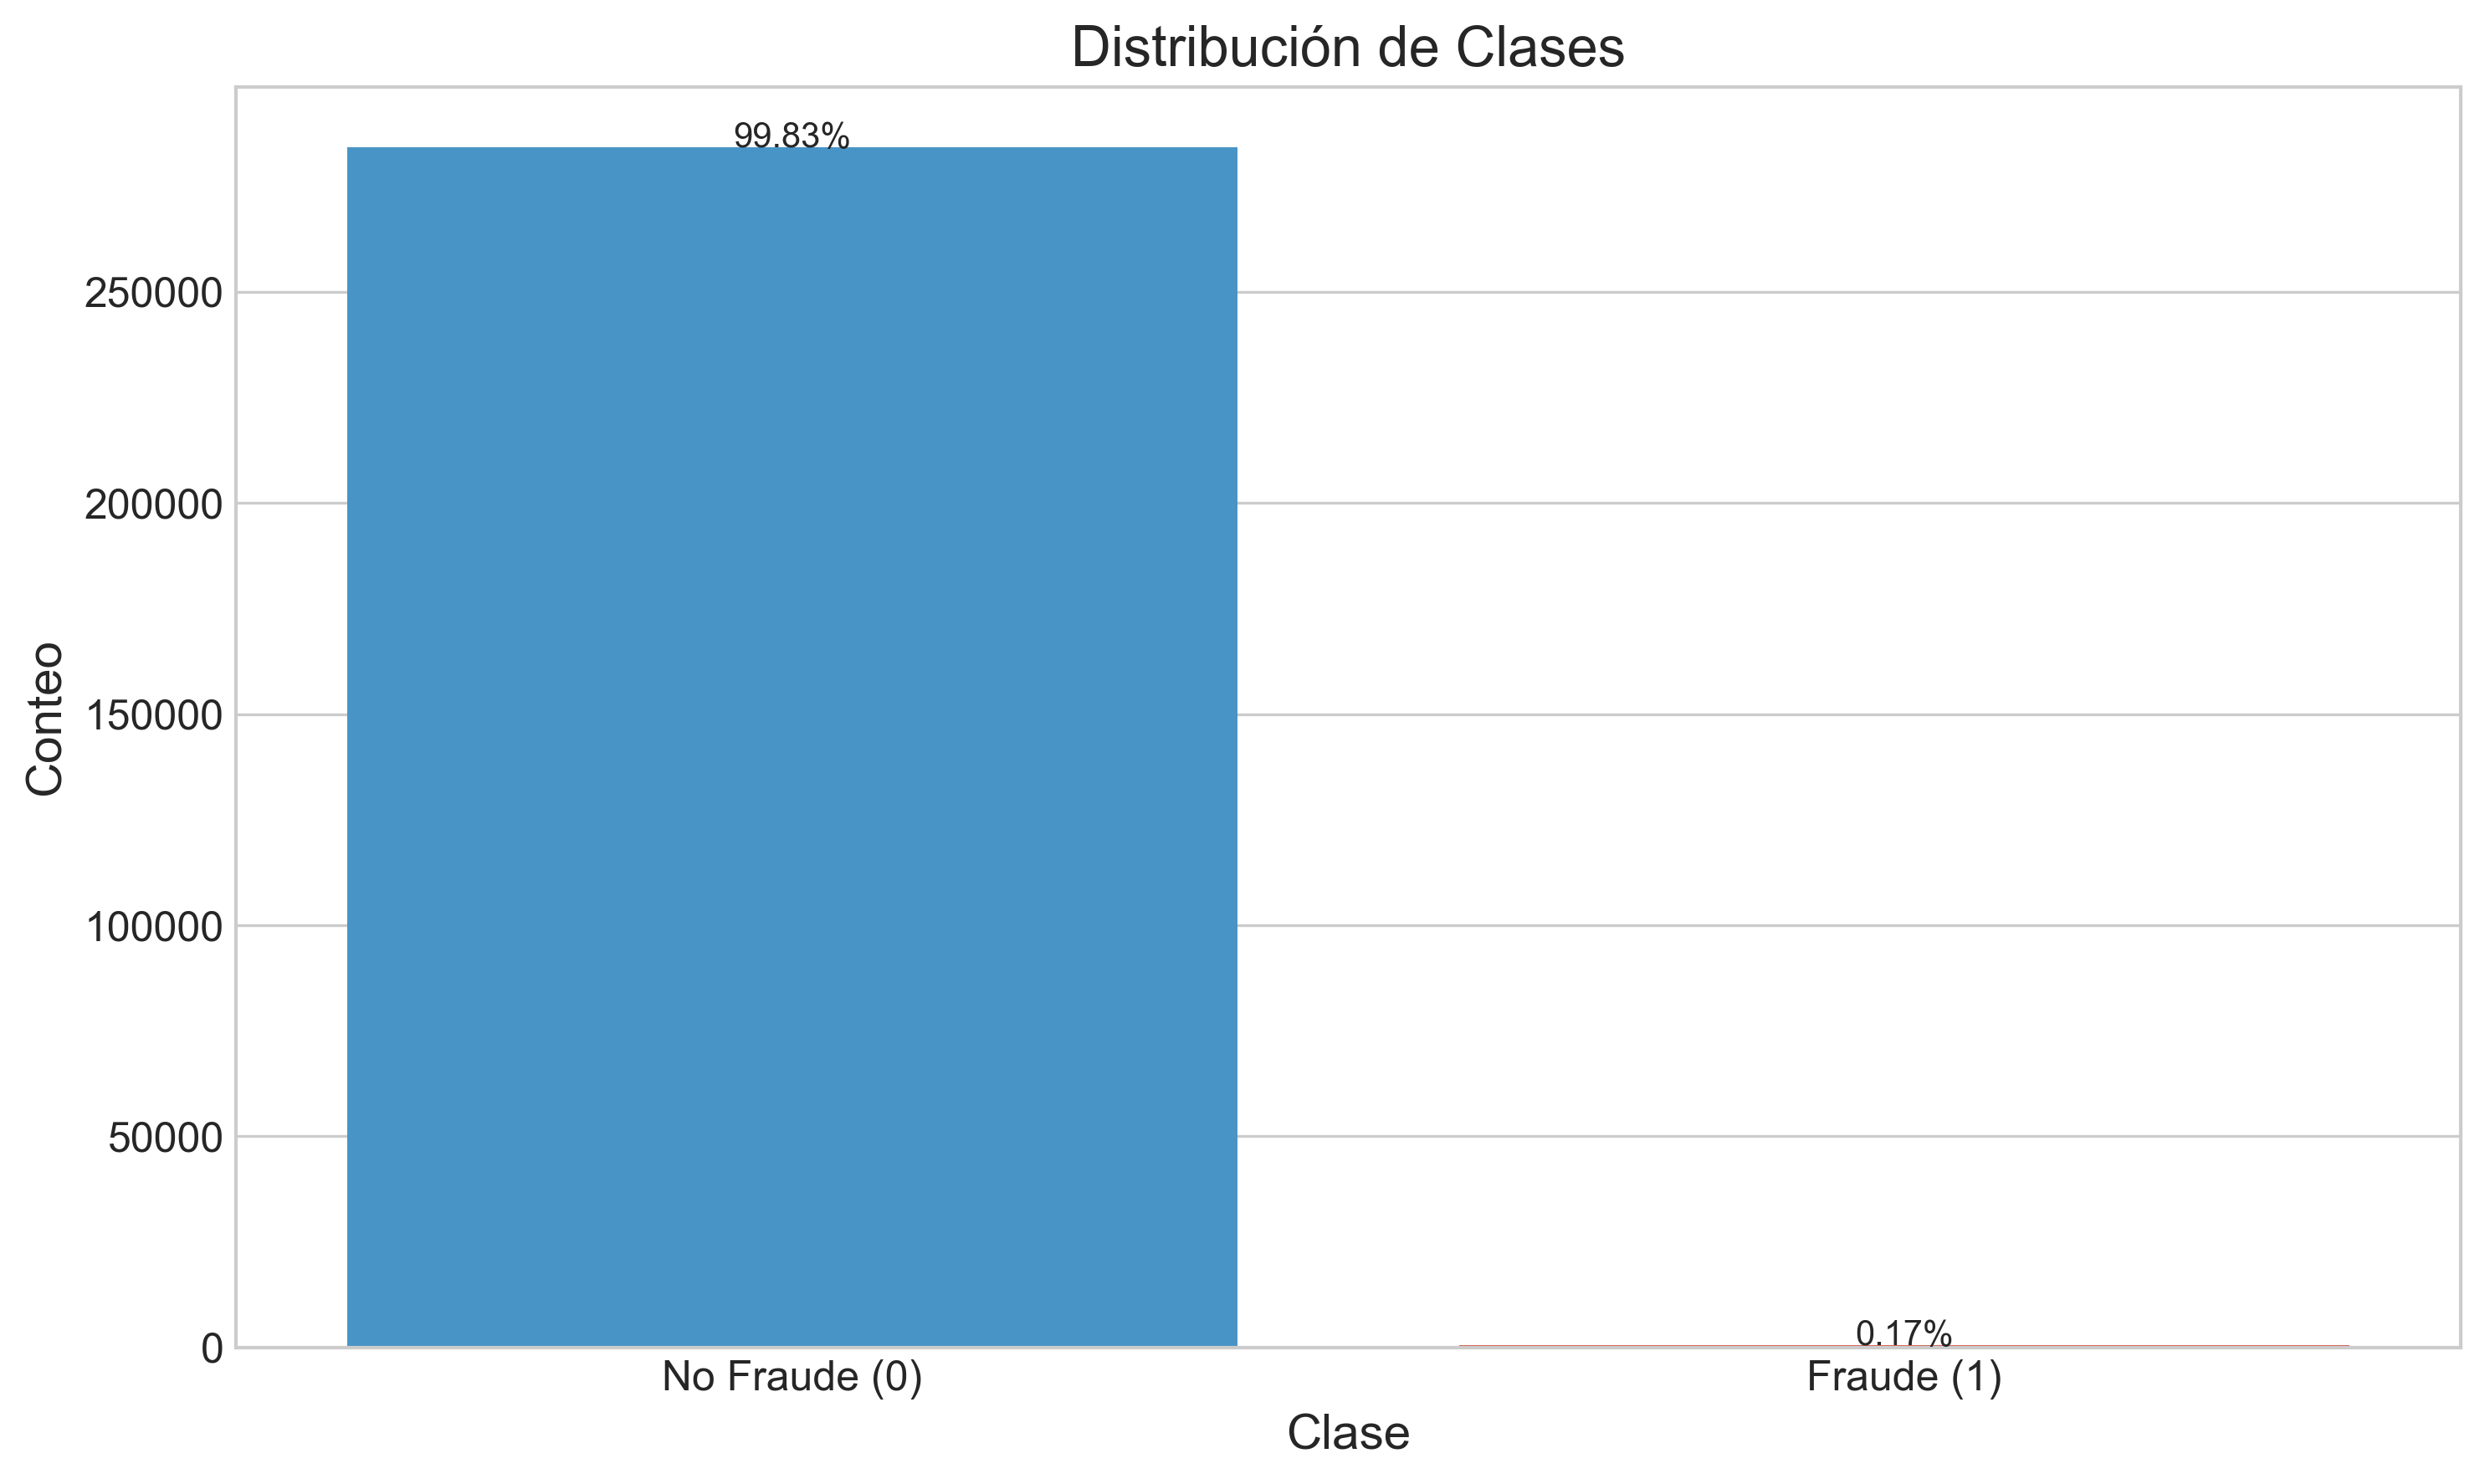 Distribución de Clases
99.83%
250000
200000
150000
100000
50000
0
Conteo
0.17%
No Fraude (0)
Fraude (1)
Clase